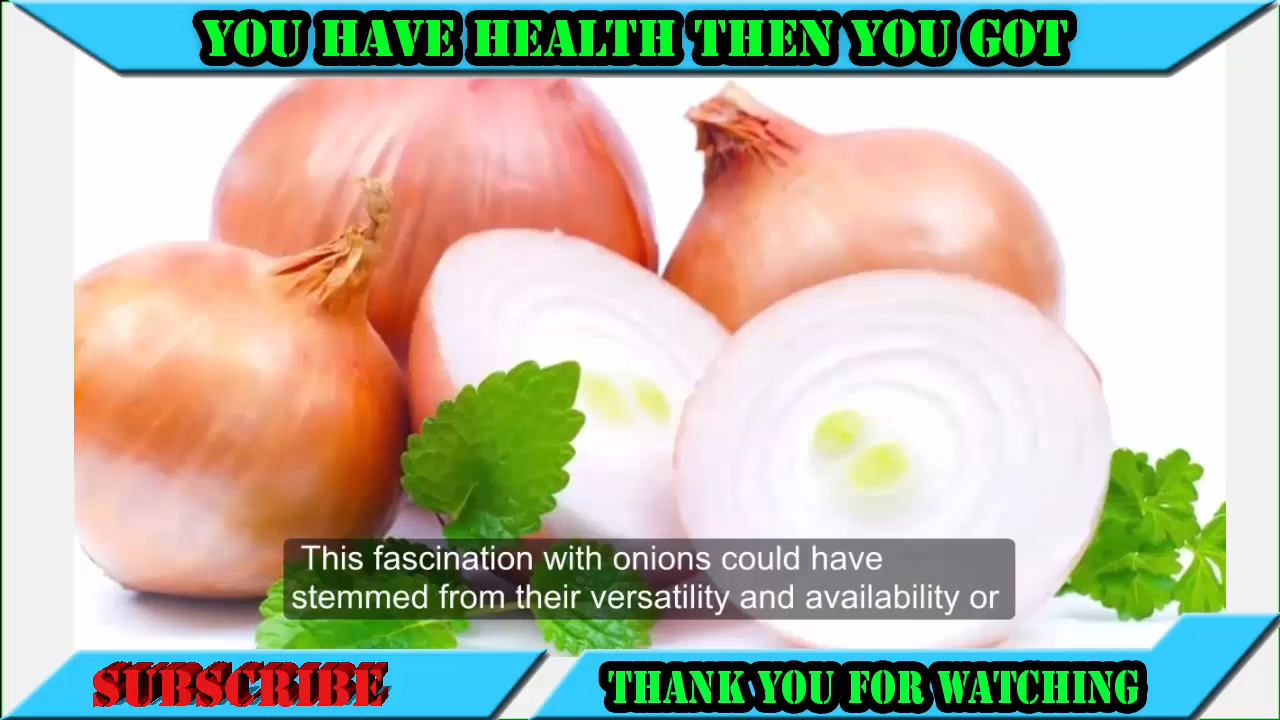 YOU HAVE HEALTH THEN YOU GOT
This fascination with onions could have
stemmed from their versatility and availability or
SUBSCRIBE
THANK YOU FOR WATCHING